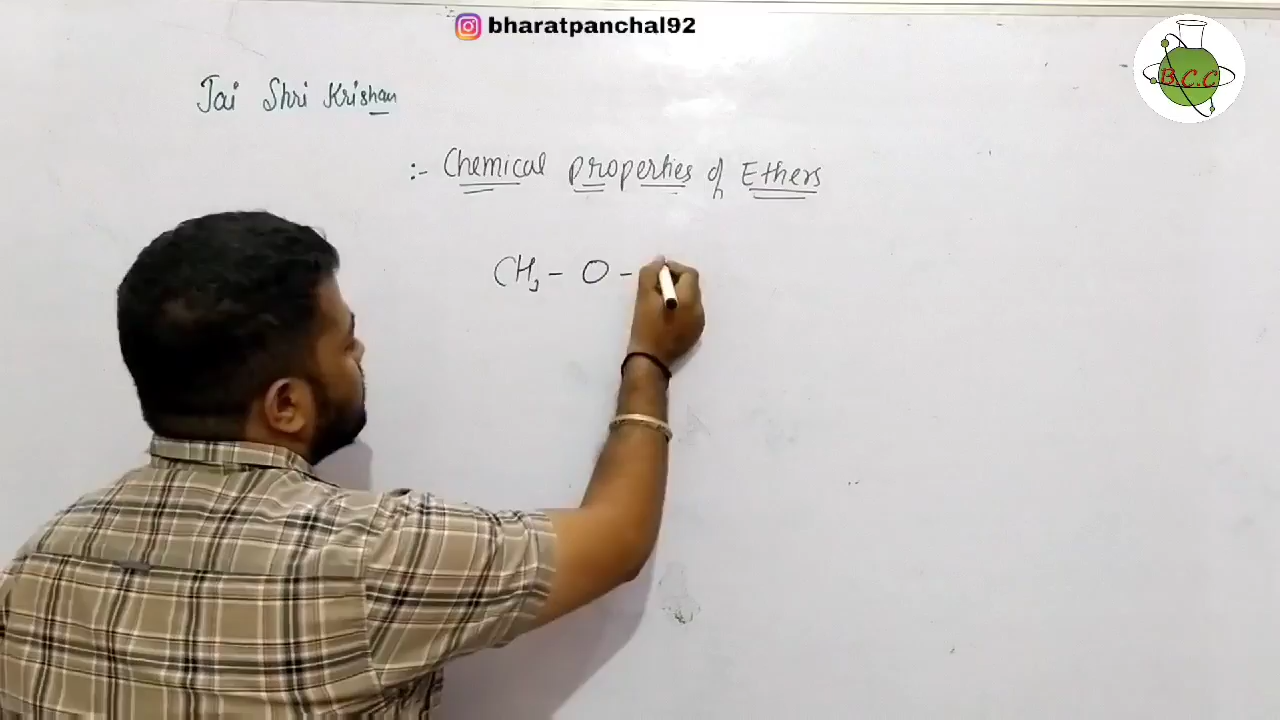 bharatpanchal92
B.C.C
Jai Shri Krishan
:- Chemical properties of Ethers
CH₃ - O -